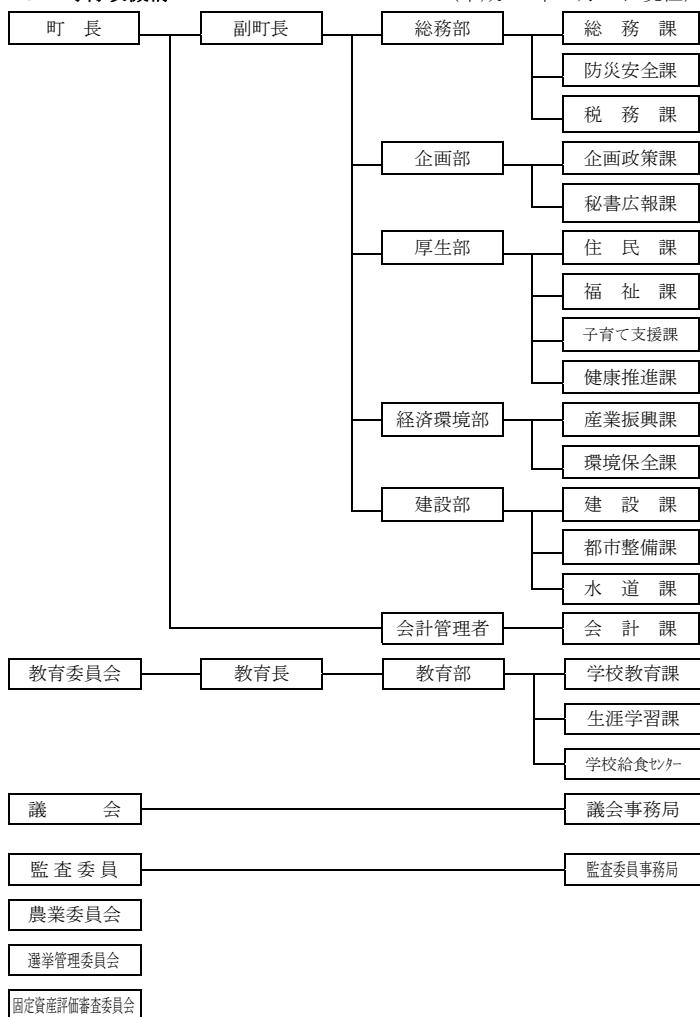 町　長 副町長 総務部 総　務　課
防災安全課
税　務　課
企画部 企画政策課
秘書広報課
厚生部 住　民　課
福　祉　課
子育て支援課
健康推進課
経済環境部 産業振興課
環境保全課
建設部 建　設　課
都市整備課
水　道　課
会計管理者 会　計　課
教育委員会 教育長 教育部 学校教育課
生涯学習課
学校給食センター
議　　　会 議会事務局
監 査 委 員 監査委員事務局
農業委員会
選挙管理委員会
固定資産評価審査委員会